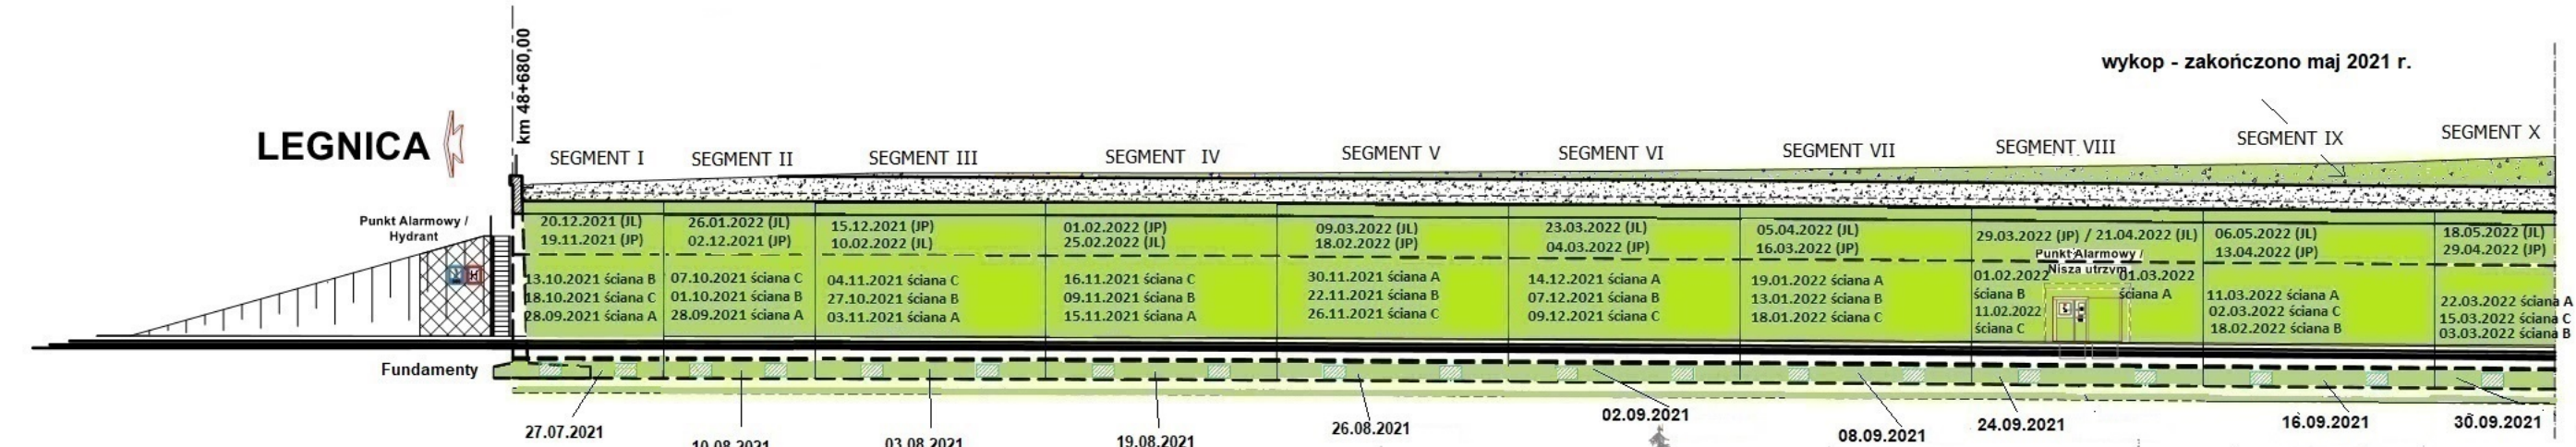 km 48+680,00
wykop - zakończono maj 2021 r.
LEGNICA
SEGMENT I
SEGMENT II
SEGMENT III
SEGMENT IV
SEGMENT V
SEGMENT VI
SEGMENT VII
SEGMENT VIII
SEGMENT IX
SEGMENT X
Punkt Alarmowy /
Hydrant
20.12.2021 (JL)
19.11.2021 (JP)
13.10.2021 ściana B
18.10.2021 ściana C
28.09.2021 ściana A
26.01.2022 (JL)
02.12.2021 (JP)
07.10.2021 ściana C
01.10.2021 ściana B
28.09.2021 ściana A
15.12.2021 (JP)
10.02.2022 (JL)
04.11.2021 ściana C
27.10.2021 ściana B
03.11.2021 ściana A
01.02.2022 (JP)
25.02.2022 (JL)
16.11.2021 ściana C
09.11.2021 ściana B
15.11.2021 ściana A
09.03.2022 (JL)
18.02.2022 (JP)
30.11.2021 ściana A
22.11.2021 ściana B
26.11.2021 ściana C
23.03.2022 (JL)
04.03.2022 (JP)
14.12.2021 ściana A
07.12.2021 ściana B
09.12.2021 ściana C
05.04.2022 (JL)
16.03.2022 (JP)
19.01.2022 ściana A
13.01.2022 ściana B
18.01.2022 ściana C
29.03.2022 (JP) / 21.04.2022 (JL)
Punkt Alarmowy /
Nisza utrzym.
01.02.2022
ściana B
11.02.2022
ściana C
01.03.2022
ściana A
06.05.2022 (JL)
13.04.2022 (JP)
11.03.2022 ściana A
02.03.2022 ściana C
18.02.2022 ściana B
18.05.2022 (JL)
29.04.2022 (JP)
22.03.2022 ściana A
15.03.2022 ściana C
03.03.2022 ściana B
Fundamenty
27.07.2021
10.08.2021
03.08.2021
19.08.2021
26.08.2021
02.09.2021
08.09.2021
24.09.2021
16.09.2021
30.09.2021